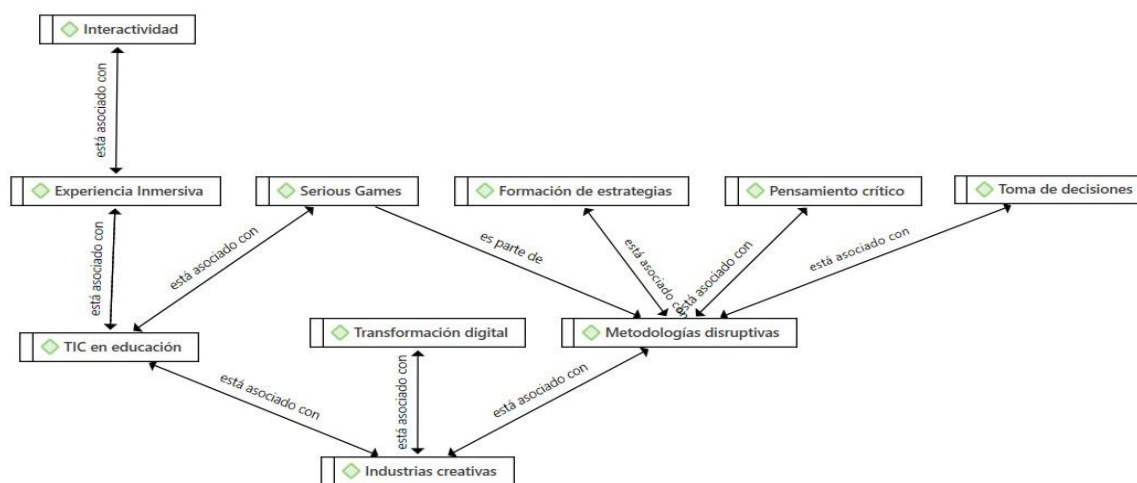 Interactividad
está asociado con
Experiencia Inmersiva
Serious Games
Formación de estrategias
Pensamiento crítico
Toma de decisiones
está asociado con
está asociado con
es parte de
está asociado con
está asociado con
está asociado con
TIC en educación
Transformación digital
Metodologías disruptivas
está asociado con
está asociado con
está asociado con
Industrias creativas